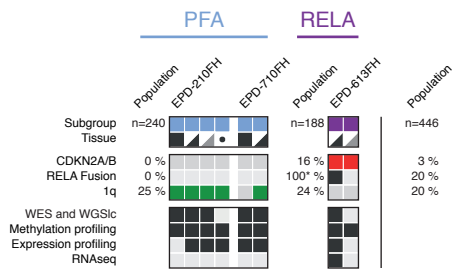 PFA RELA
Population EPD-210FH EPD-710FH Population EPD-613FH Population
Subgroup n=240 n=188 n=446
Tissue
CDKN2A/B 0 % 16 % 3 %
RELA Fusion 0 % 100* % 20 %
1q 25 % 24 % 20 %
WES and WGSlc
Methylation profiling
Expression profiling
RNAseq